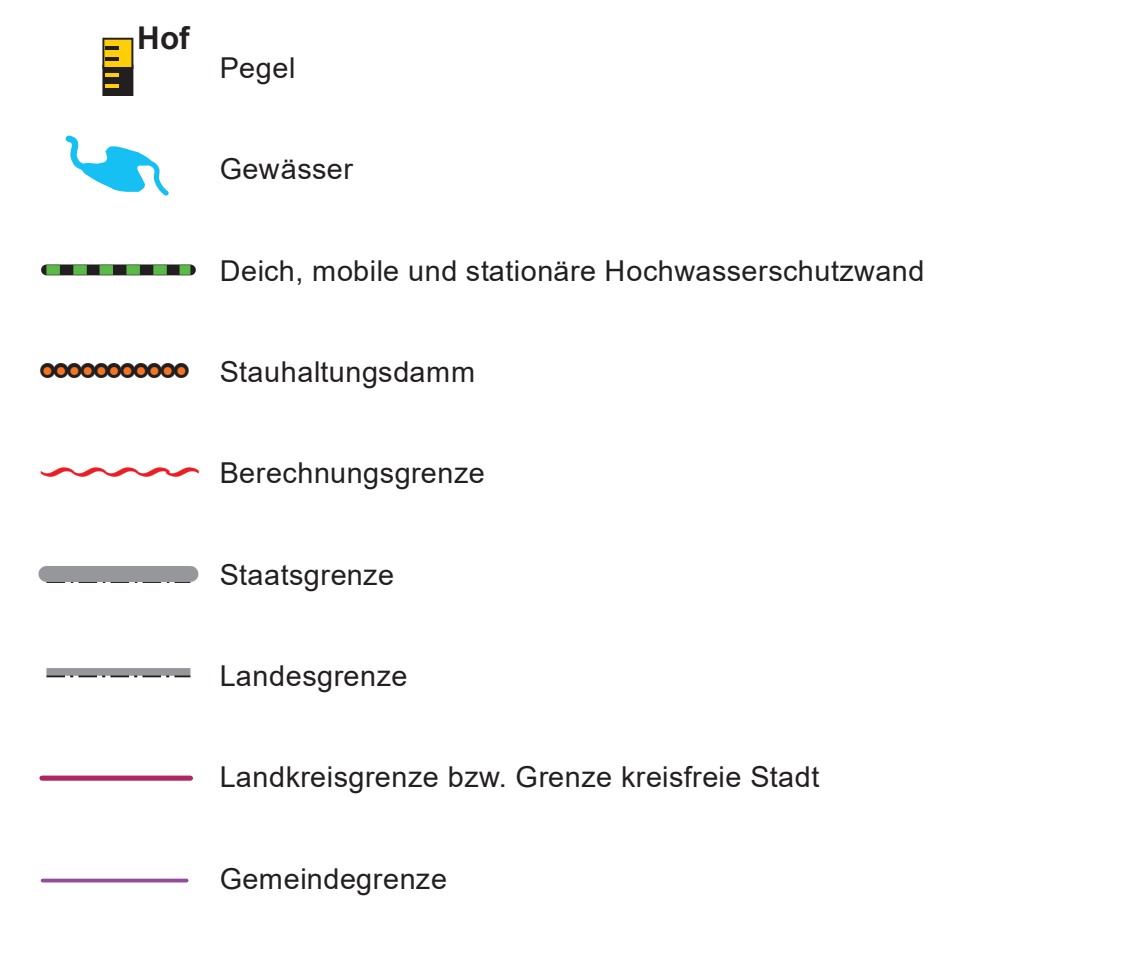 Hof
Pegel
Gewässer
Deich, mobile und stationäre Hochwasserschutzwand
Stauhaltungsdamm
Berechnungsgrenze
Staatsgrenze
Landesgrenze
Landkreisgrenze bzw. Grenze kreisfreie Stadt
Gemeindegrenze